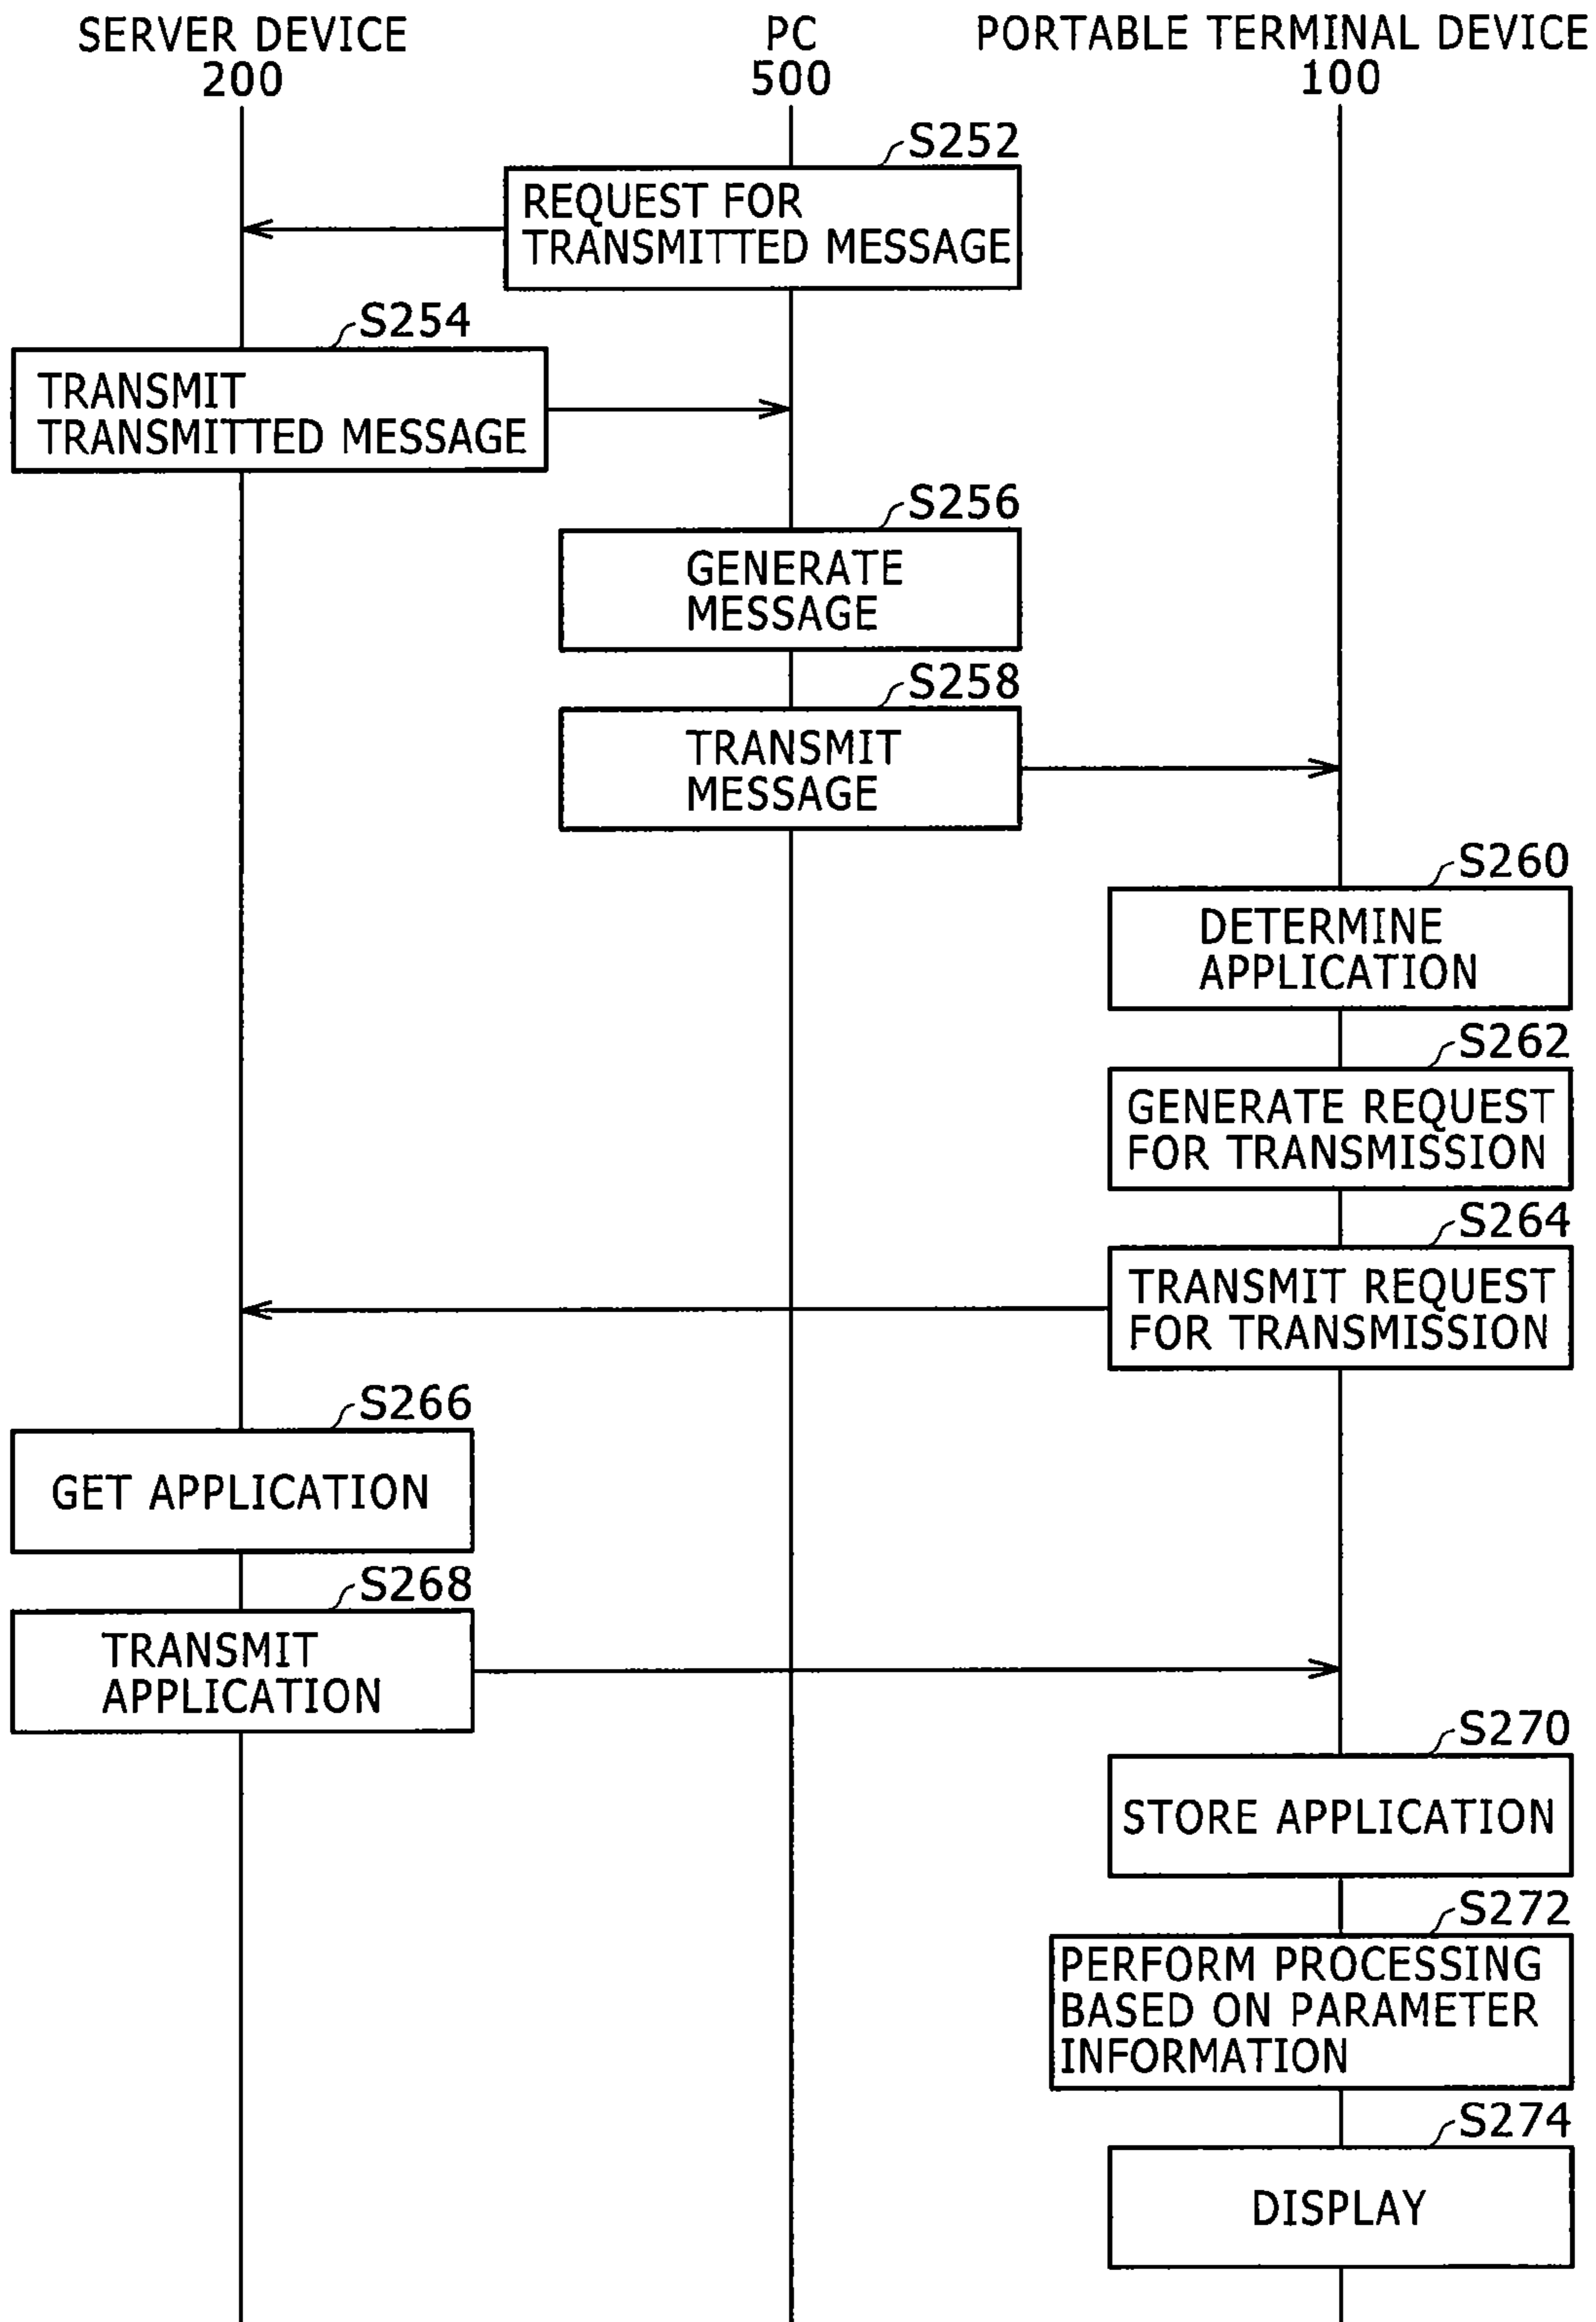 SERVER DEVICE
200
PC
500
PORTABLE TERMINAL DEVICE
100
S252
REQUEST FOR
TRANSMITTED MESSAGE
S254
TRANSMIT
TRANSMITTED MESSAGE
S256
GENERATE
MESSAGE
S258
TRANSMIT
MESSAGE
S260
DETERMINE
APPLICATION
S262
GENERATE REQUEST
FOR TRANSMISSION
S264
TRANSMIT REQUEST
FOR TRANSMISSION
S266
GET APPLICATION
S268
TRANSMIT
APPLICATION
S270
STORE APPLICATION
S272
PERFORM PROCESSING
BASED ON PARAMETER
INFORMATION
S274
DISPLAY